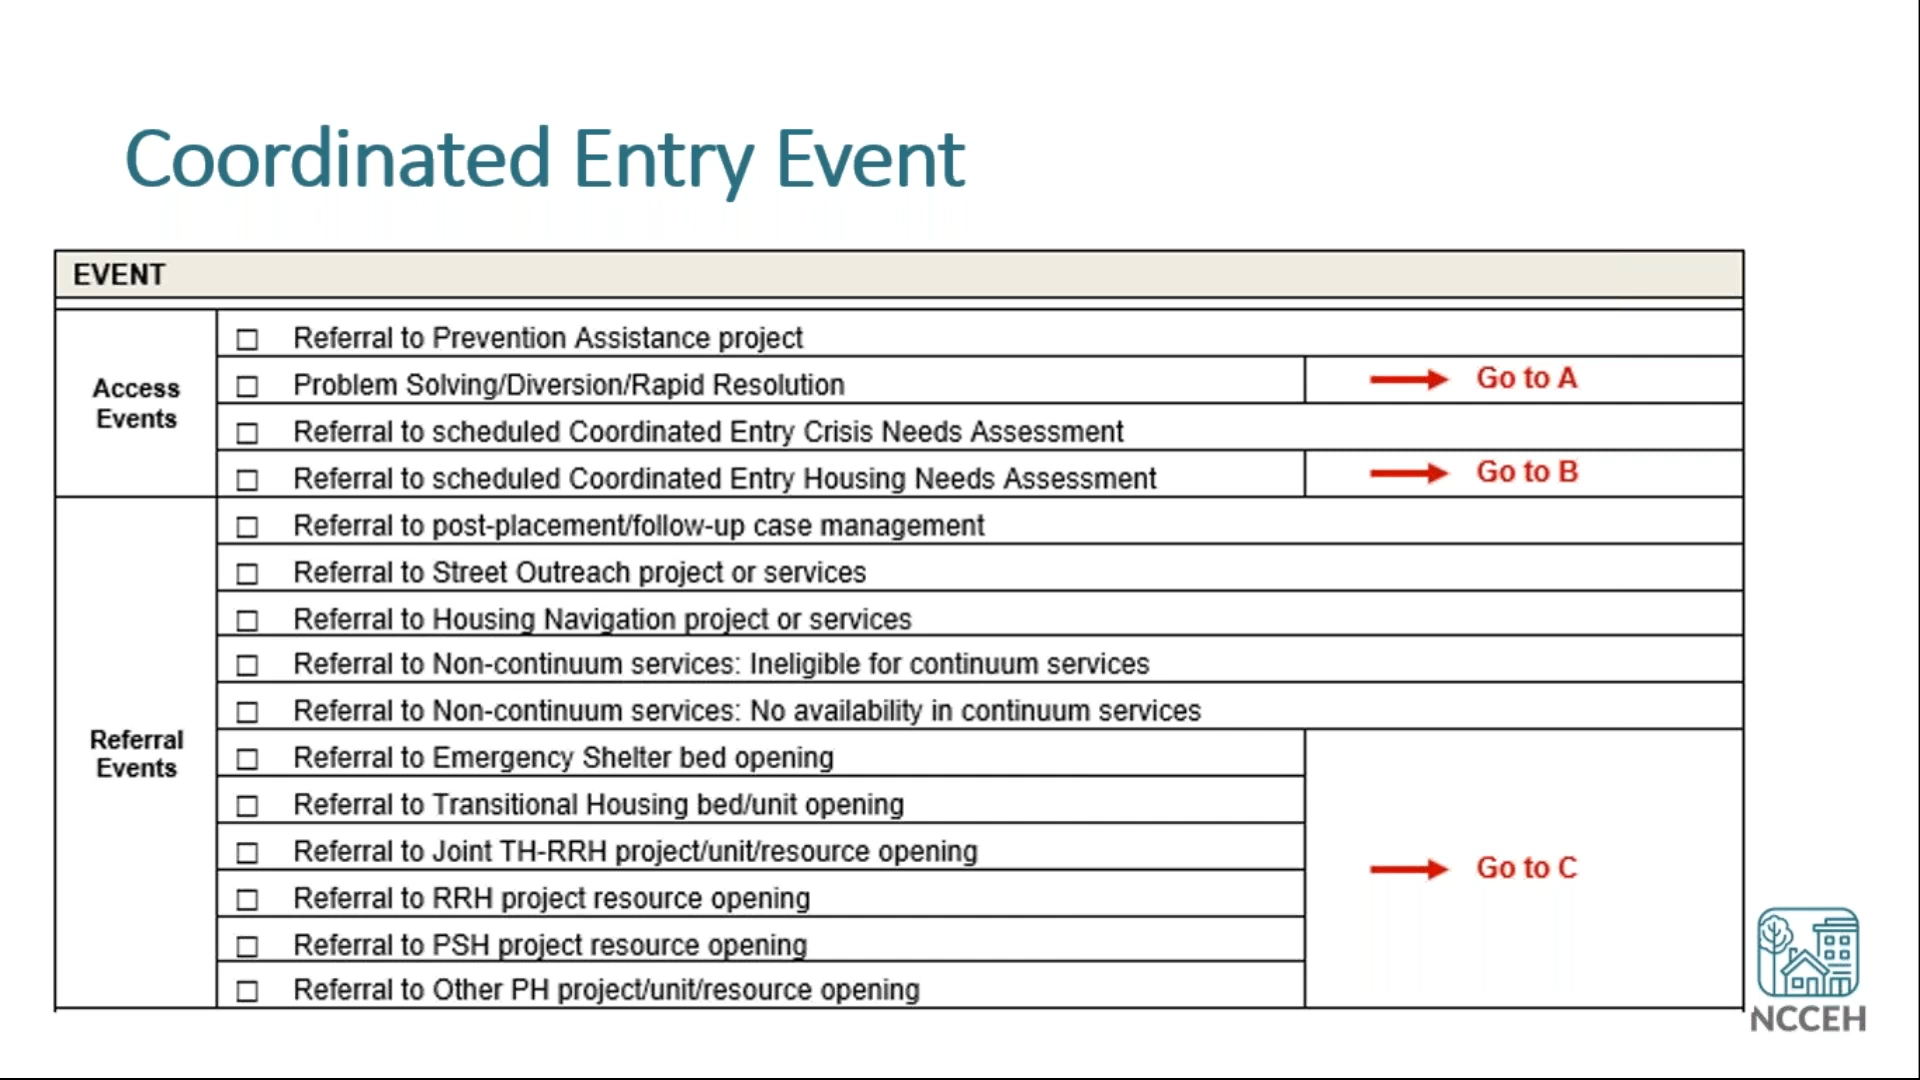 Coordinated Entry Event
EVENT
Access
Events
☐ Referral to Prevention Assistance project
☐ Problem Solving/Diversion/Rapid Resolution
Go to A
☐ Referral to scheduled Coordinated Entry Crisis Needs Assessment
☐ Referral to scheduled Coordinated Entry Housing Needs Assessment
Go to B
Referral
Events
☐ Referral to post-placement/follow-up case management
☐ Referral to Street Outreach project or services
☐ Referral to Housing Navigation project or services
☐ Referral to Non-continuum services: Ineligible for continuum services
☐ Referral to Non-continuum services: No availability in continuum services
☐ Referral to Emergency Shelter bed opening
☐ Referral to Transitional Housing bed/unit opening
☐ Referral to Joint TH-RRH project/unit/resource opening
☐ Referral to RRH project resource opening
☐ Referral to PSH project resource opening
☐ Referral to Other PH project/unit/resource opening
Go to C
NCCEH